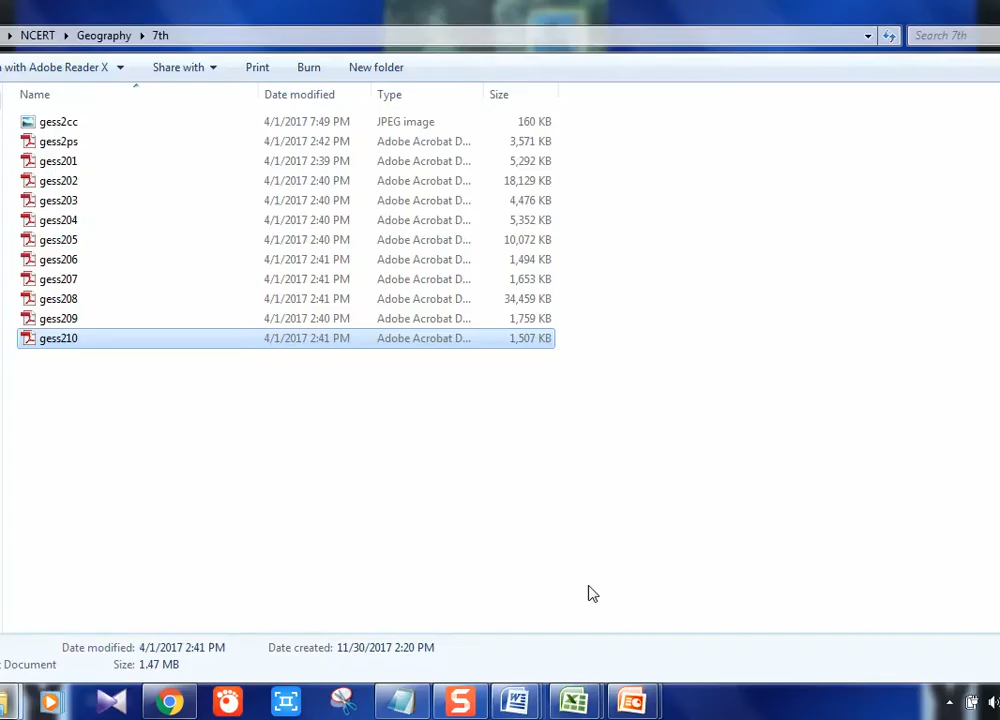 NCERT Geography 7th Search 7th
with Adobe Reader X Share with Print Burn New folder
Name Date modified Type Size
gess2cc 4/1/2017 7:49 PM JPEG image 160 KB
gess2ps 4/1/2017 2:42 PM Adobe Acrobat D... 3,571 KB
gess201 4/1/2017 2:39 PM Adobe Acrobat D... 5,292 KB
gess202 4/1/2017 2:40 PM Adobe Acrobat D... 18,129 KB
gess203 4/1/2017 2:40 PM Adobe Acrobat D... 4,476 KB
gess204 4/1/2017 2:40 PM Adobe Acrobat D... 5,352 KB
gess205 4/1/2017 2:40 PM Adobe Acrobat D... 10,072 KB
gess206 4/1/2017 2:41 PM Adobe Acrobat D... 1,494 KB
gess207 4/1/2017 2:41 PM Adobe Acrobat D... 1,653 KB
gess208 4/1/2017 2:41 PM Adobe Acrobat D... 34,459 KB
gess209 4/1/2017 2:40 PM Adobe Acrobat D... 1,759 KB
gess210 4/1/2017 2:41 PM Adobe Acrobat D... 1,507 KB
Date modified: 4/1/2017 2:41 PM Date created: 11/30/2017 2:20 PM
Document Size: 1.47 MB